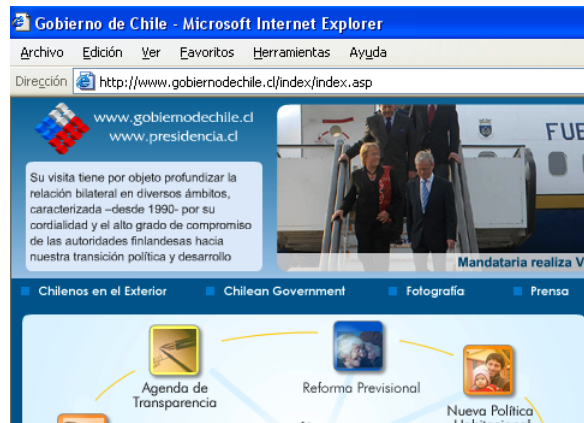 Gobierno de Chile - Microsoft Internet Explorer
Archivo Edición Ver Favoritos Herramientas Ayuda
Dirección http://www.gobiernodechile.cl/index/index.asp
www.gobiernodechile.cl
www.presidencia.cl
FUE
Su visita tiene por objeto profundizar la
relación bilateral en diversos ámbitos,
caracterizada –desde 1990- por su
cordialidad y el alto grado de compromiso
de las autoridades finlandesas hacia
nuestra transición política y desarrollo
Mandataria realiza V
Chilenos en el Exterior Chilean Government Fotografía Prensa
Agenda de
Transparencia
Reforma Previsional
Nueva Política
Habitacional